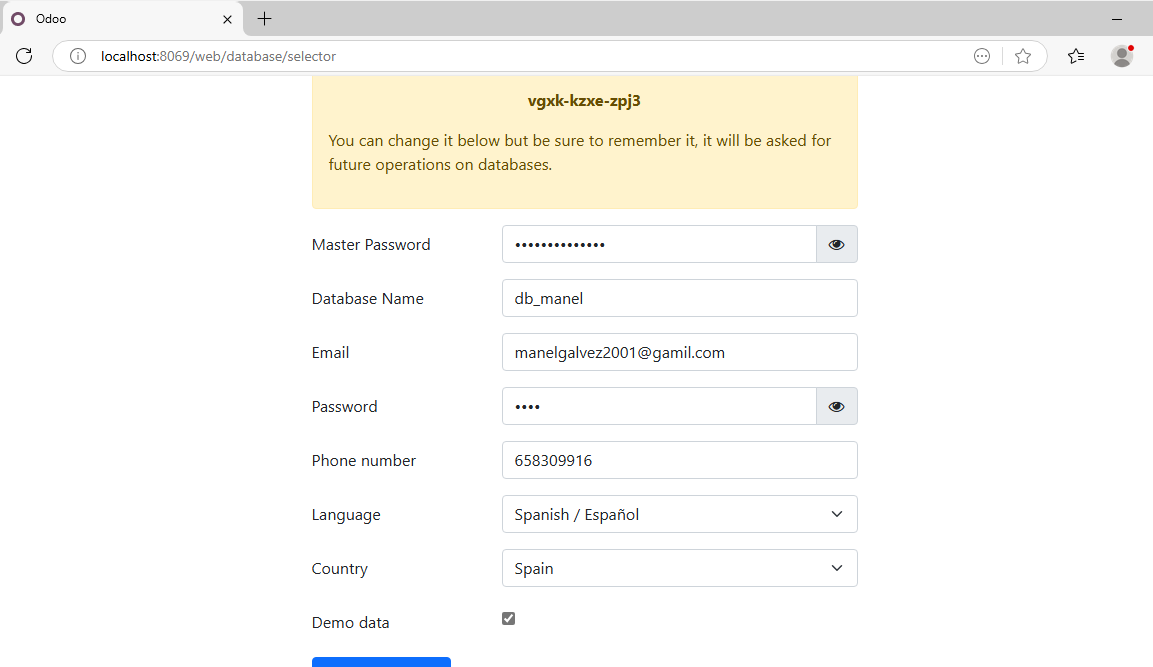 Odoo
localhost:8069/web/database/selector
vgxk-kzxe-zpj3
You can change it below but be sure to remember it, it will be asked for
future operations on databases.
Master Password ••••••••••••••
Database Name db_manel
Email manelgalvez2001@gamil.com
Password ••••
Phone number 658309916
Language Spanish / Español
Country Spain
Demo data